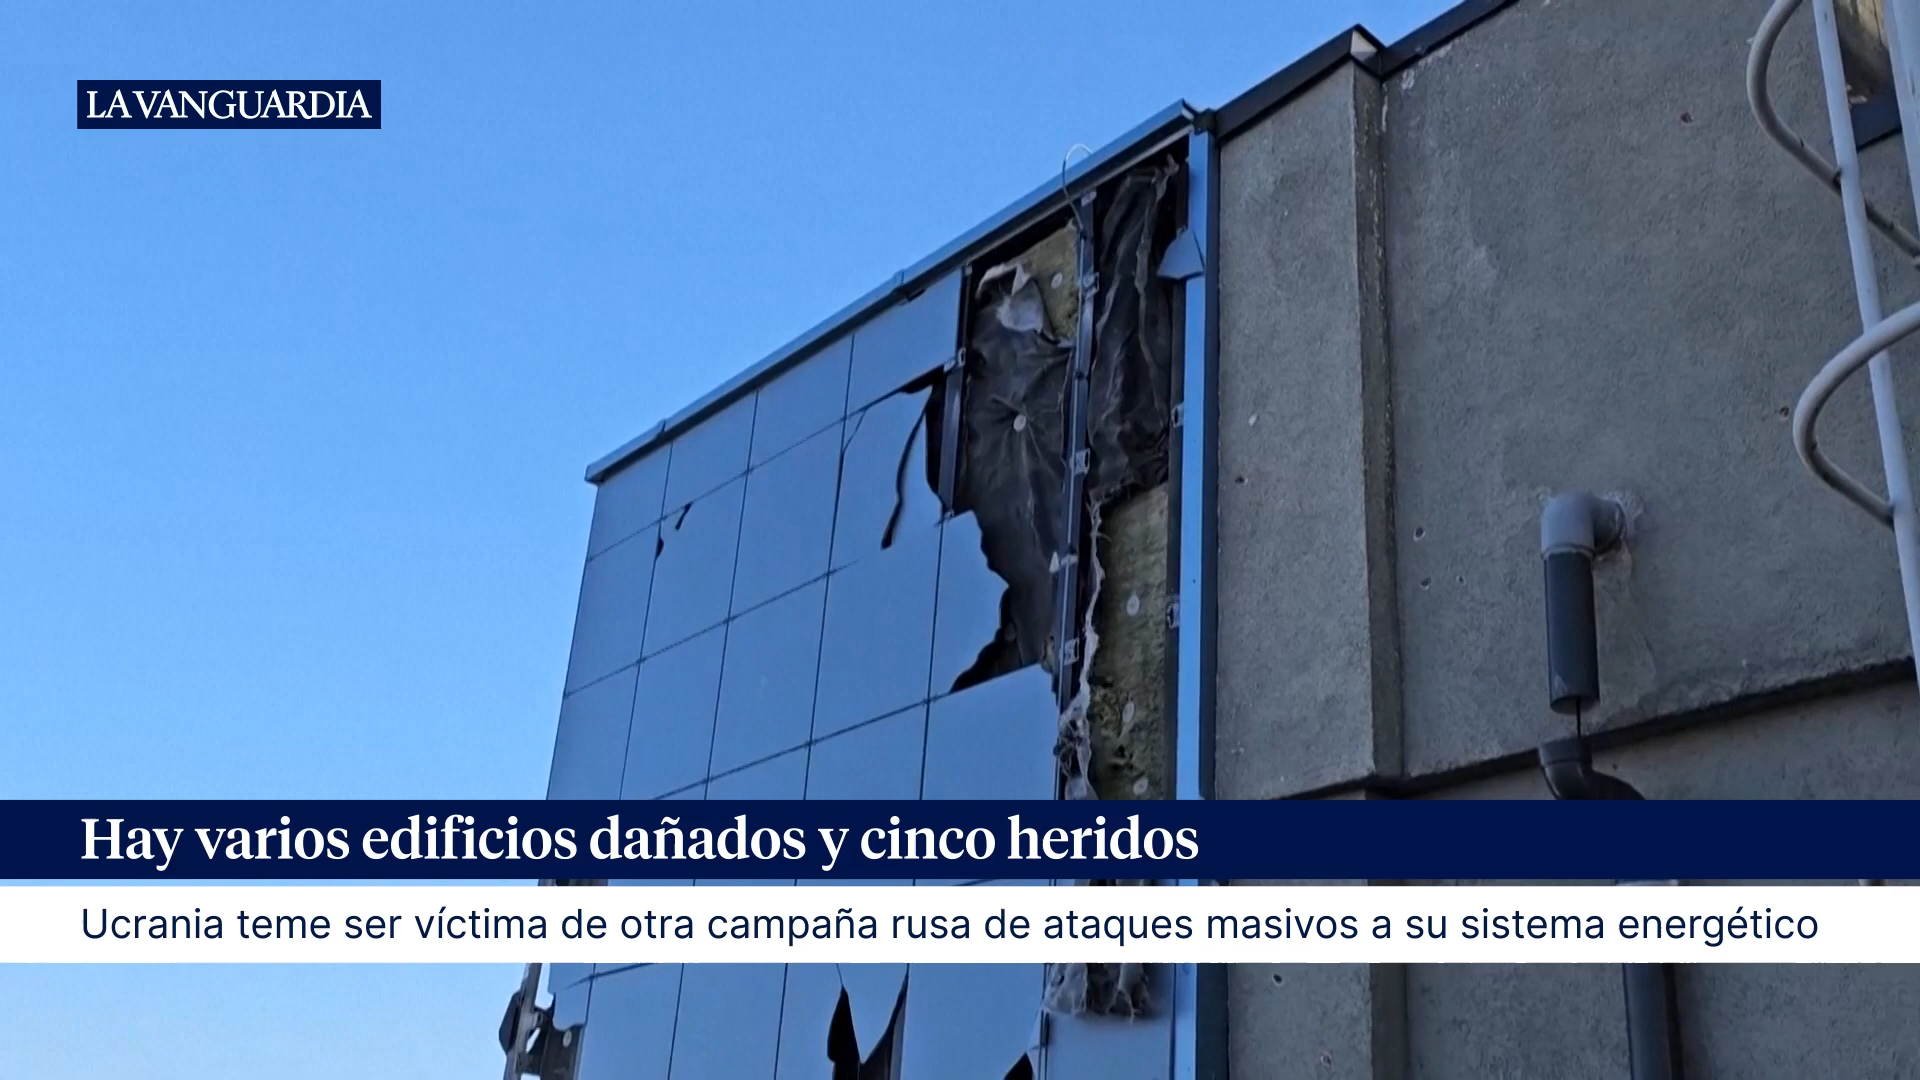 LA VANGUARDIA
Hay varios edificios dañados y cinco heridos
Ucrania teme ser víctima de otra campaña rusa de ataques masivos a su sistema energético